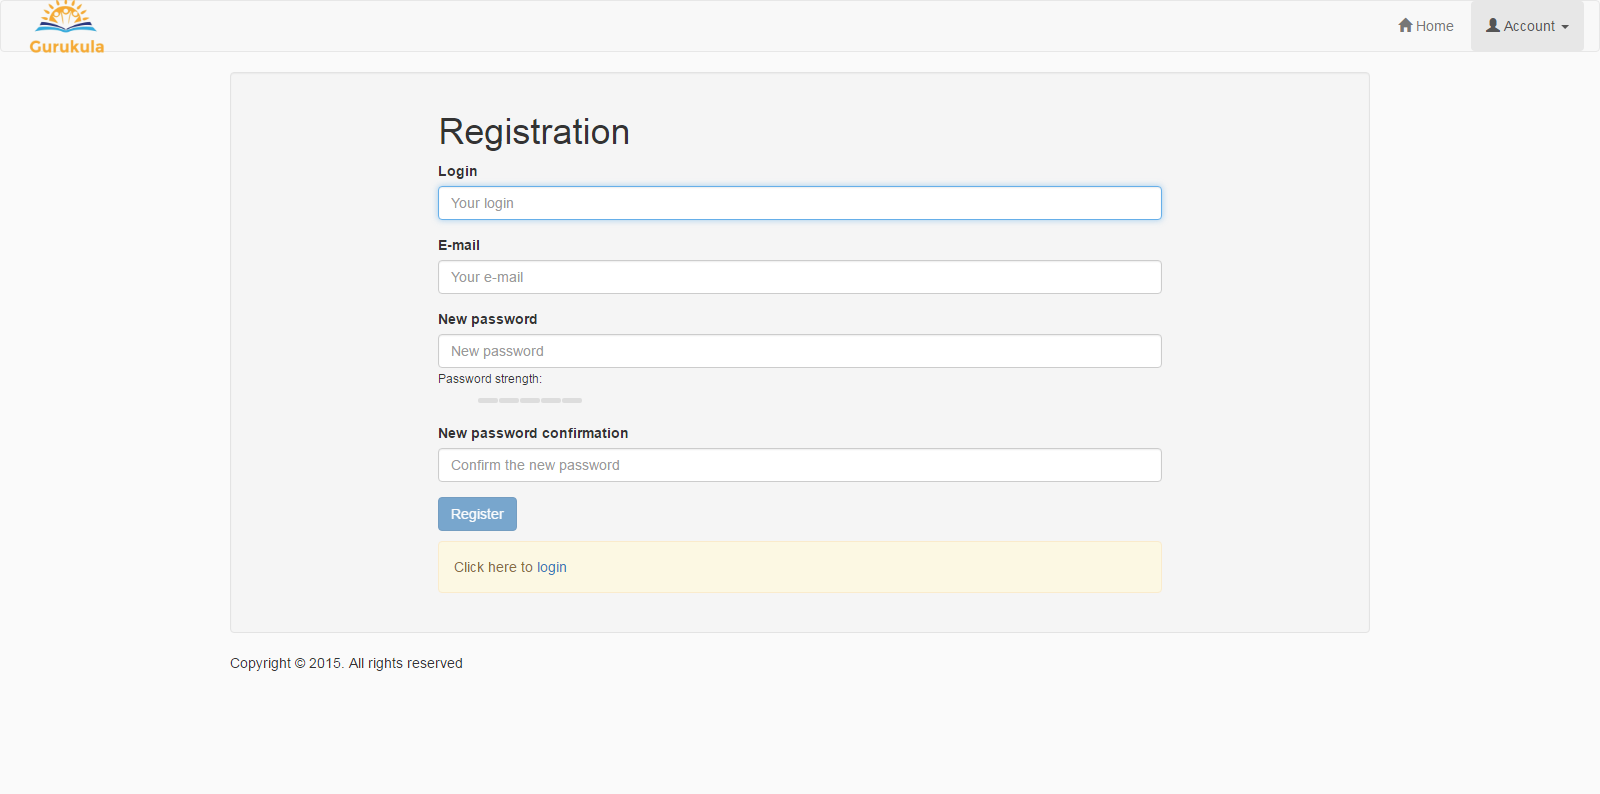 Gurukula
Home
Account
Registration
Login
Your login
E-mail
Your e-mail
New password
New password
Password strength:
New password confirmation
Confirm the new password
Register
Click here to login
Copyright © 2015. All rights reserved